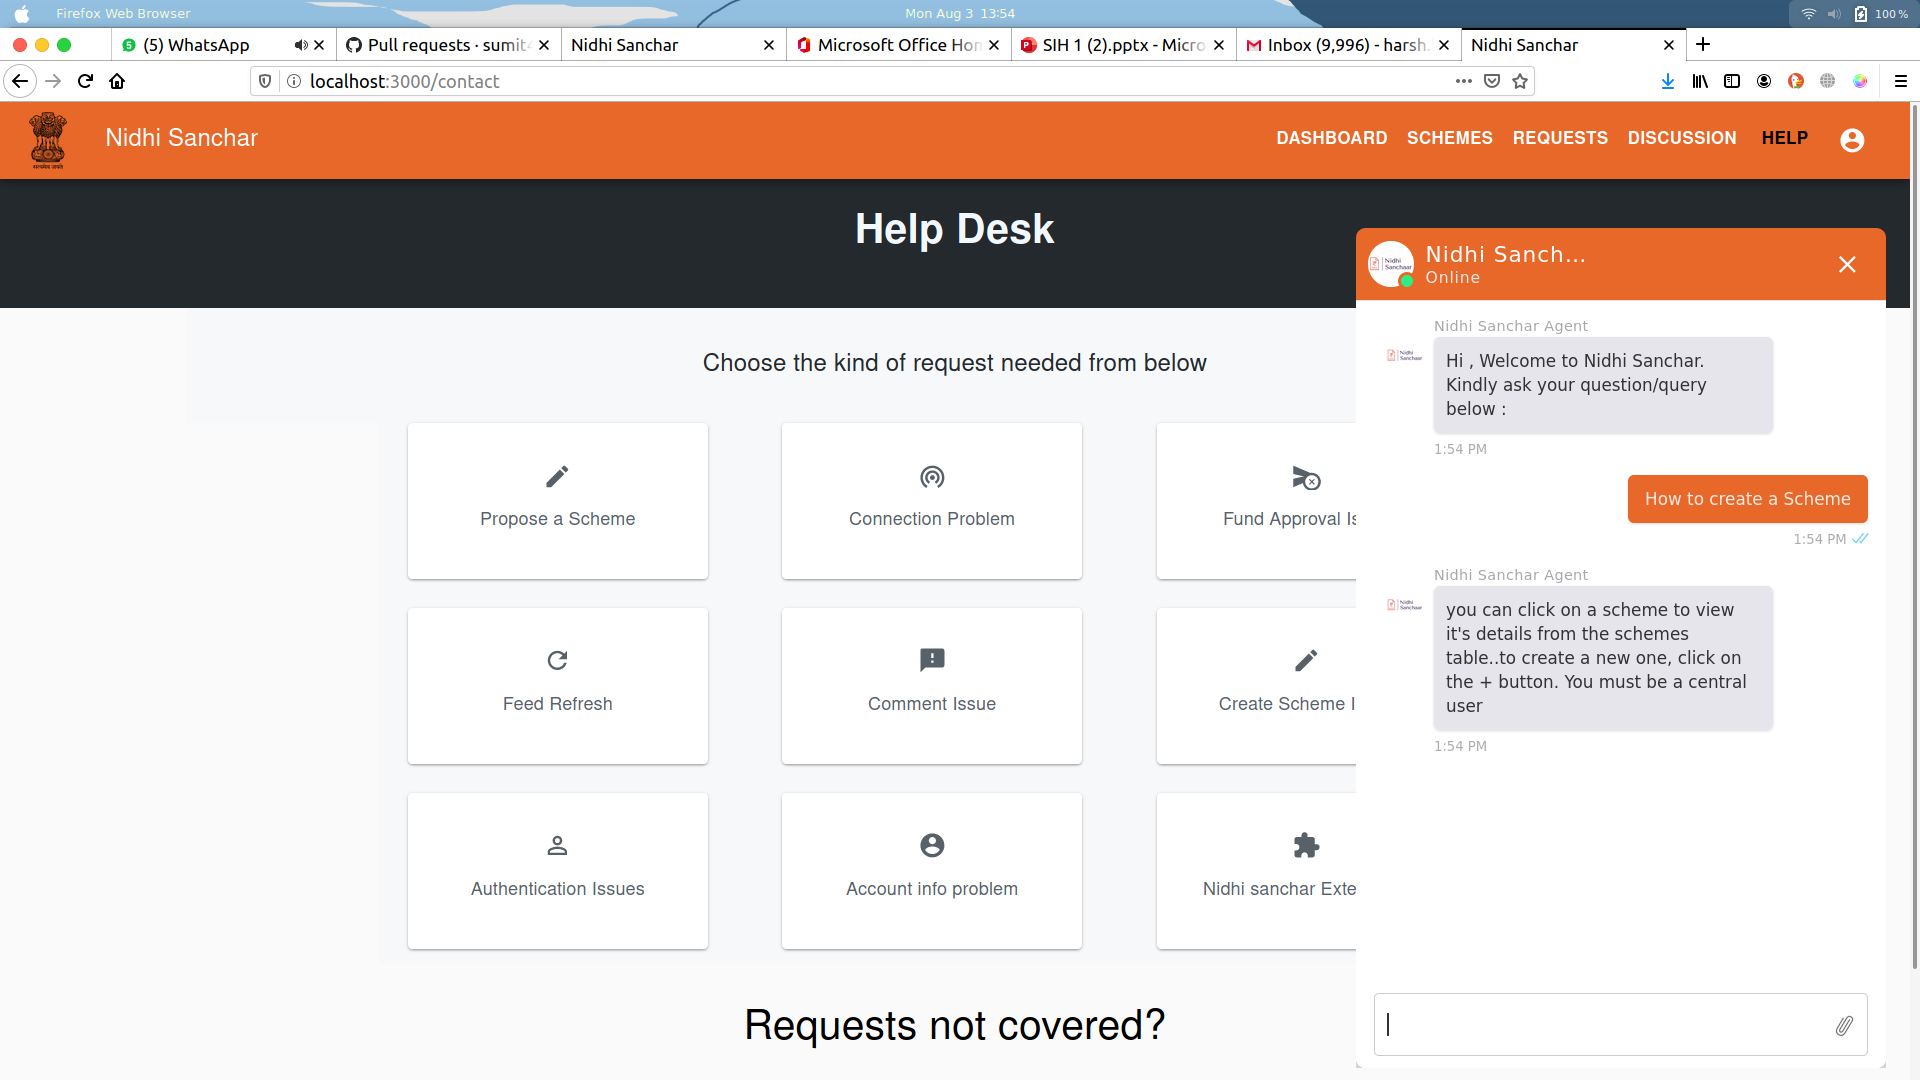 Firefox Web Browser
Mon Aug 3 13:54
100 %
(5) WhatsApp
Pull requests · sumit
Nidhi Sanchar
Microsoft Office Hom
SIH 1 (2).pptx - Micro
Inbox (9,996) - harsh.
Nidhi Sanchar
localhost:3000/contact
Nidhi Sanchar
DASHBOARD
SCHEMES
REQUESTS
DISCUSSION
HELP
Help Desk
Choose the kind of request needed from below
Propose a Scheme
Connection Problem
Fund Approval Is
Feed Refresh
Comment Issue
Create Scheme I
Authentication Issues
Account info problem
Nidhi sanchar Exte
Requests not covered?
Nidhi Sanch...
Online
Nidhi Sanchar Agent
Hi , Welcome to Nidhi Sanchar.
Kindly ask your question/query
below :
1:54 PM
How to create a Scheme
1:54 PM
Nidhi Sanchar Agent
you can click on a scheme to view
it's details from the schemes
table..to create a new one, click on
the + button. You must be a central
user
1:54 PM